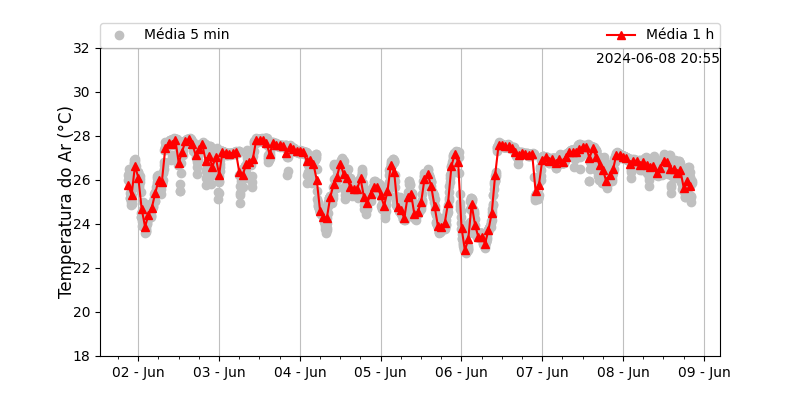 Média 5 min
Média 1 h
2024-06-08 20:55
Temperatura do Ar (°C)
32
30
28
26
24
22
20
18
02 - Jun
03 - Jun
04 - Jun
05 - Jun
06 - Jun
07 - Jun
08 - Jun
09 - Jun